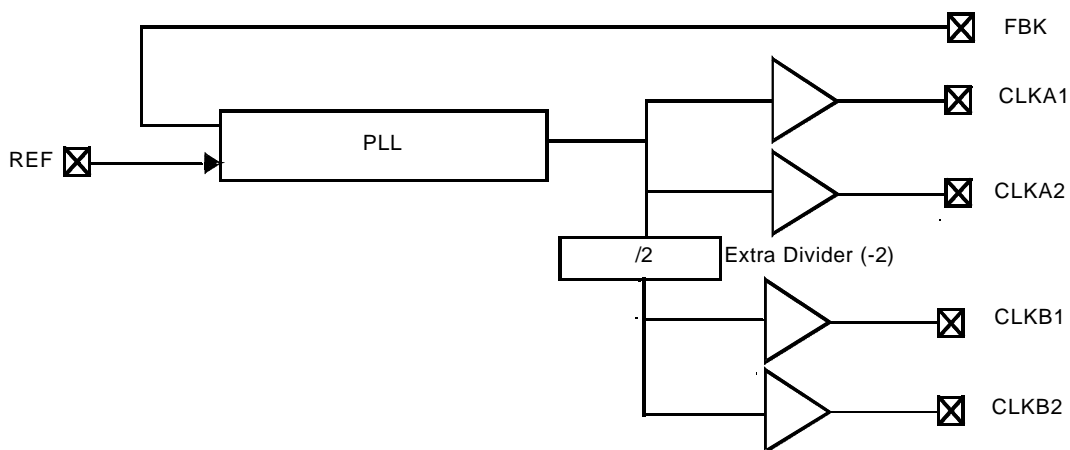 FBK
CLKA1
PLL
REF
CLKA2
/2
Extra Divider (-2)
CLKB1
CLKB2